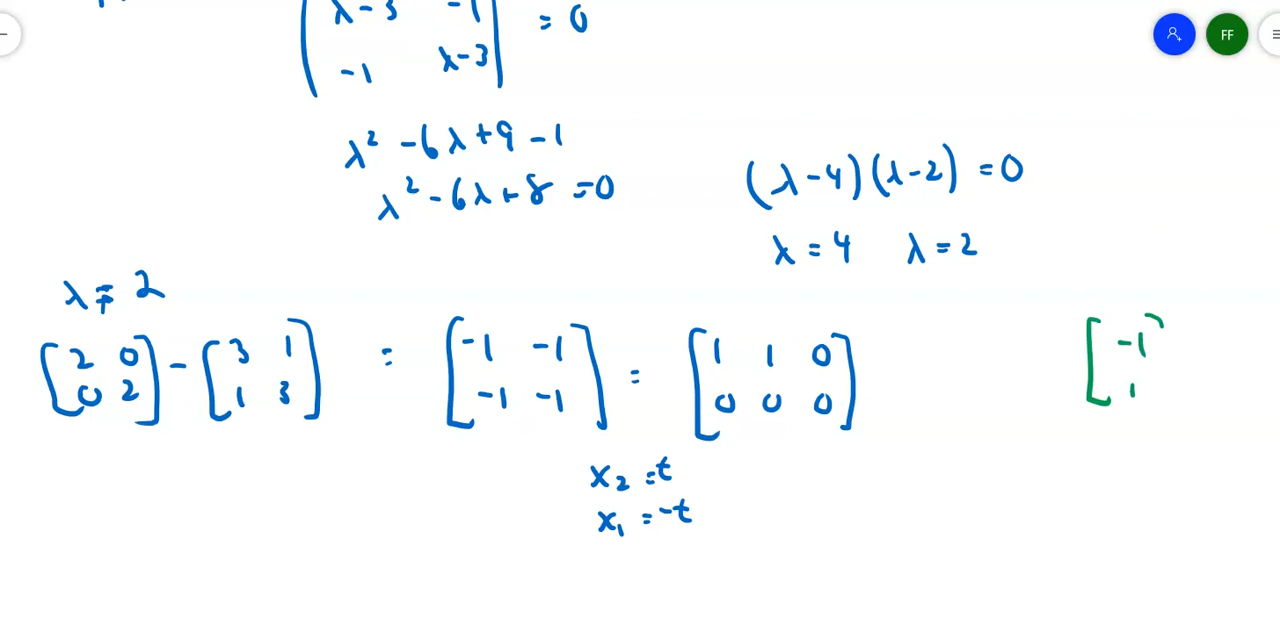 | λ-3 -1 | = 0
| -1 λ-3 |
λ² -6λ+9 -1
λ² -6λ+8 =0
(λ-4)(λ-2) =0
λ = 4 λ = 2
λ = 2
[2 0; 0 2] - [3 1; 1 3] = [-1 -1; -1 -1] = [1 1 0; 0 0 0]
[-1; 1
x₂ =t
x₁ =-t
FF